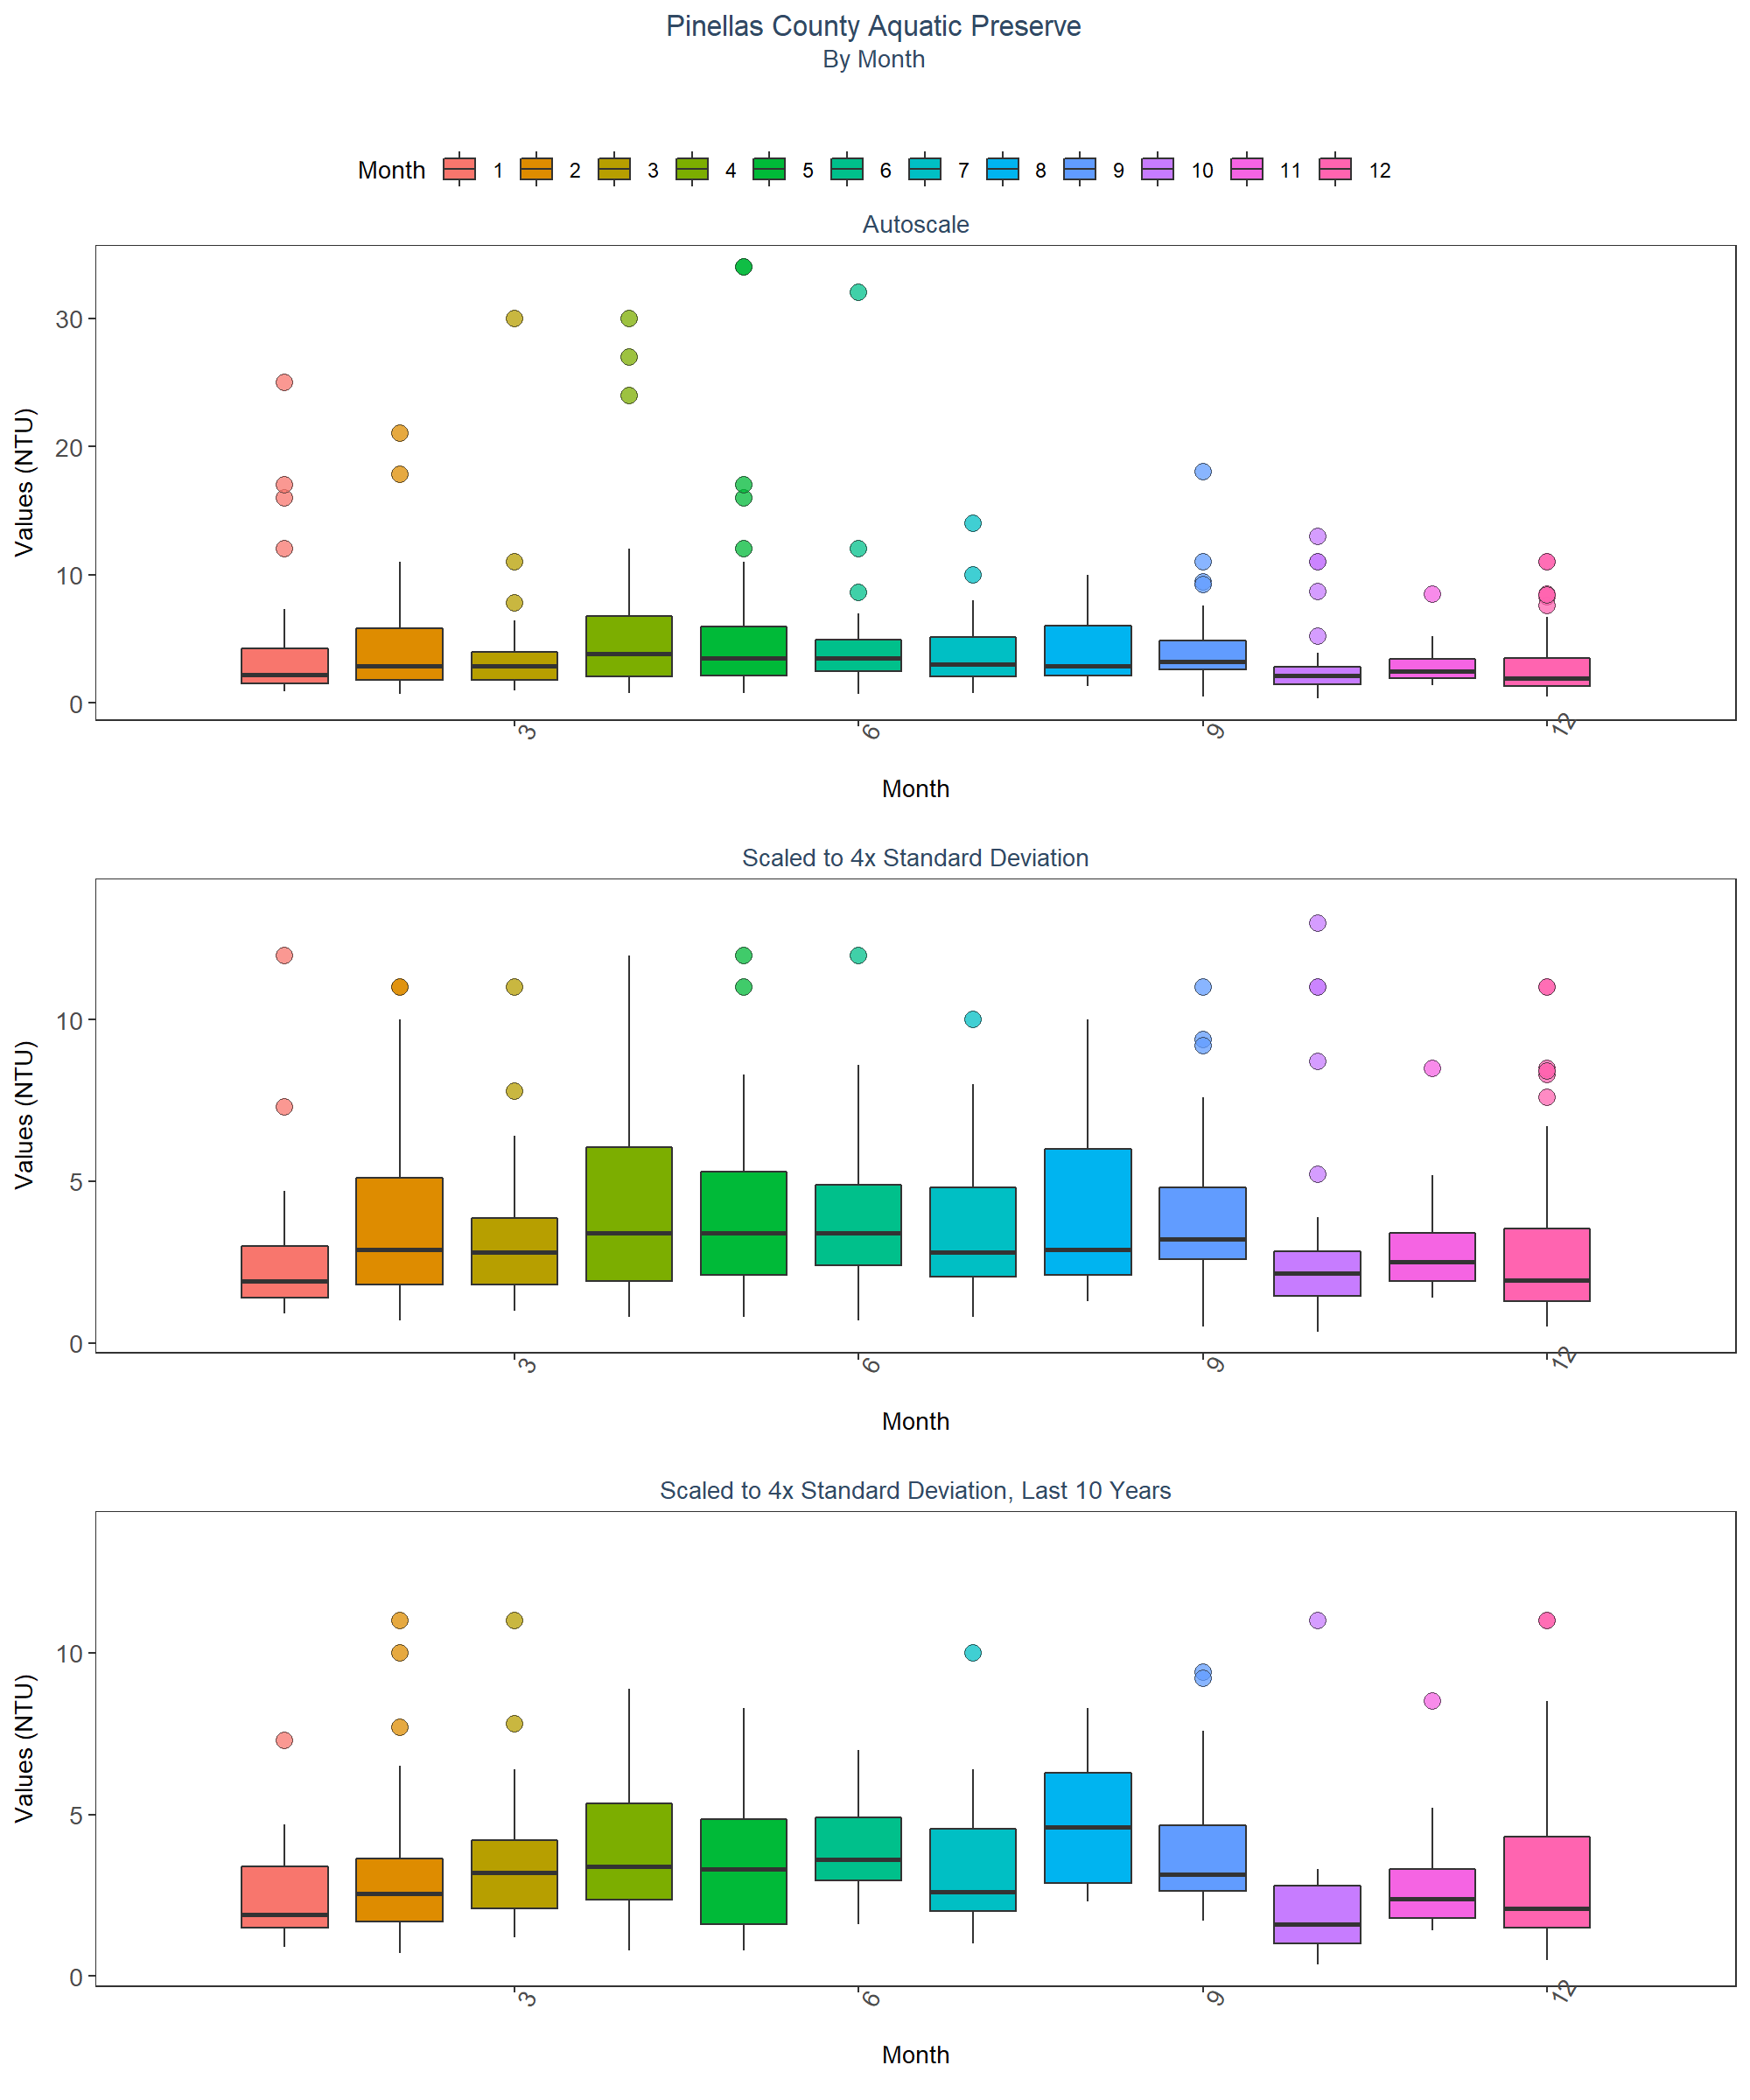 Pinellas County Aquatic Preserve
By Month
Month 1 2 3 4 5 6 7 8 9 10 11 12
Autoscale
Values (NTU)
30
20
10
0
3 6 9 12
Month
Scaled to 4x Standard Deviation
Values (NTU)
10
5
0
3 6 9 12
Month
Scaled to 4x Standard Deviation, Last 10 Years
Values (NTU)
10
5
0
3 6 9 12
Month